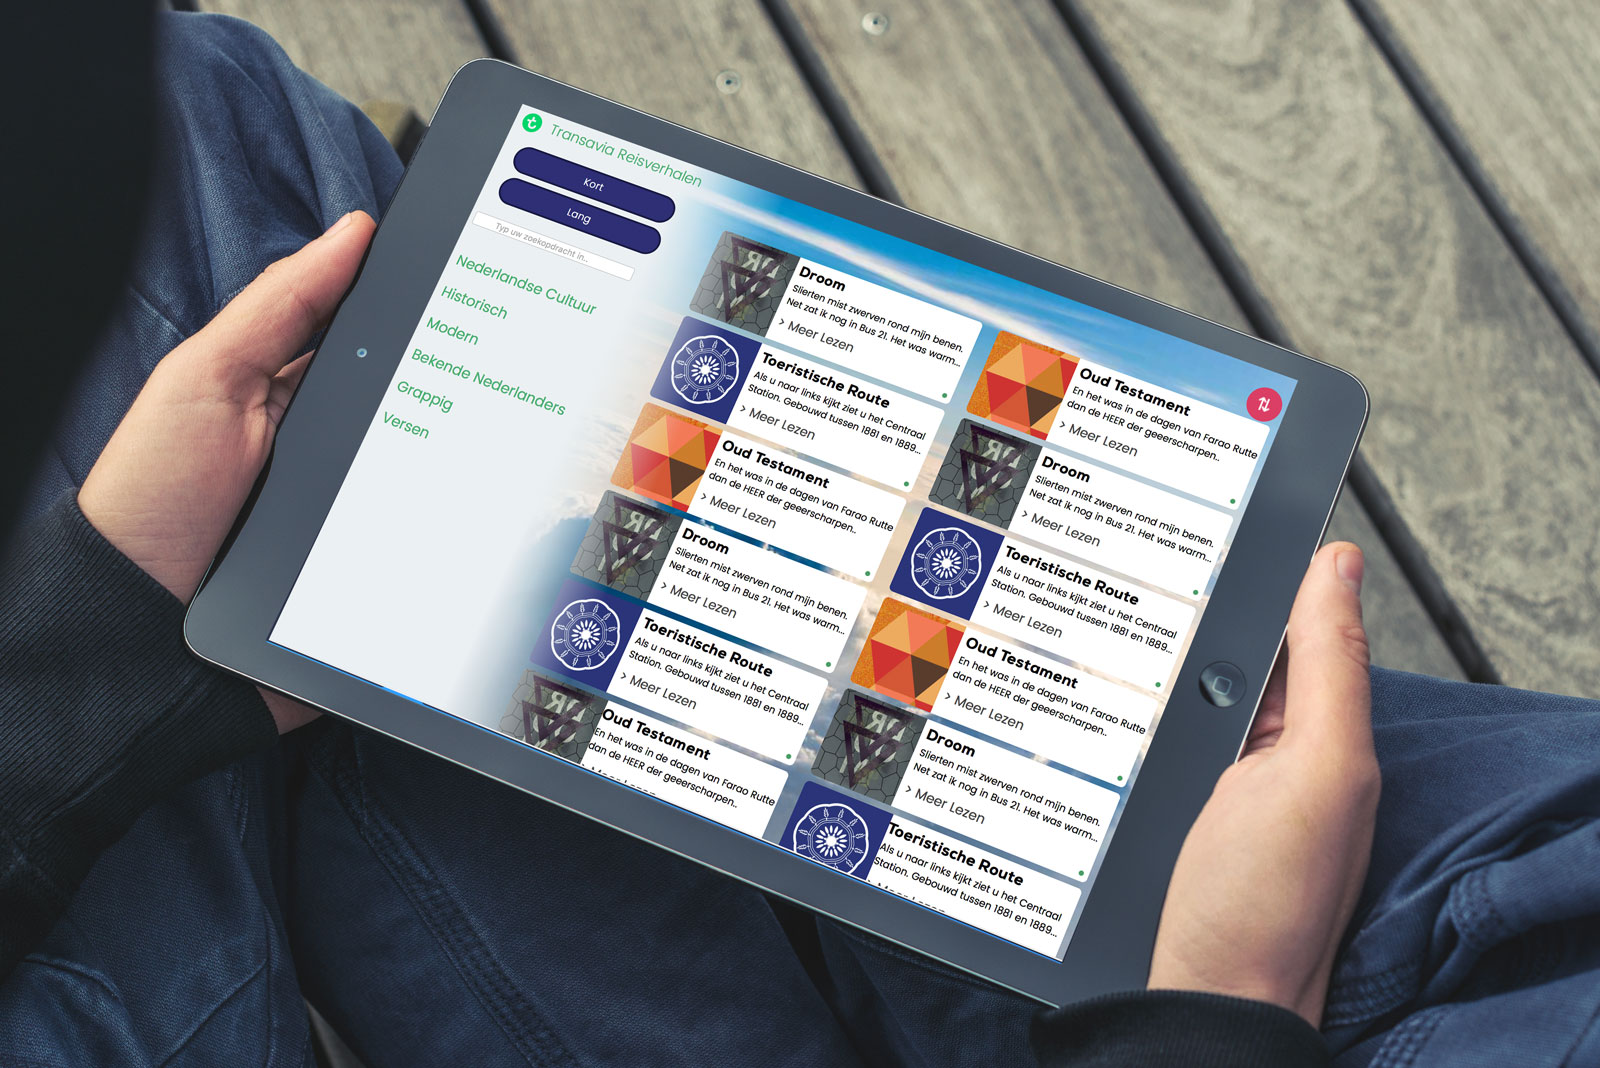 Transavia Reisverhalen
Kort
Lang
Typ uw zoekopdracht in..
Nederlandse Cultuur
Historisch
Modern
Bekende Nederlanders
Grappig
Versen
Droom
Slierten mist zwerven rond mijn benen.
Net zat ik nog in Bus 21. Het was warm...
> Meer Lezen
Toeristische Route
Als u naar links kijkt ziet u het Centraal
Station. Gebouwd tussen 1881 en 1889...
> Meer Lezen
Oud Testament
En het was in de dagen van Farao Rutte
dan de HEER der geeerscharpen..
> Meer Lezen
Droom
Slierten mist zwerven rond mijn benen.
Net zat ik nog in Bus 21. Het was warm...
> Meer Lezen
Toeristische Route
Als u naar links kijkt ziet u het Centraal
Station. Gebouwd tussen 1881 en 1889...
> Meer Lezen
Oud Testament
En het was in de dagen van Farao Rutte
dan de HEER der geeerscharpen..
Oud Testament
En het was in de dagen van Farao Rutte
dan de HEER der geeerscharpen..
> Meer Lezen
Droom
Slierten mist zwerven rond mijn benen.
Net zat ik nog in Bus 21. Het was warm...
> Meer Lezen
Toeristische Route
Als u naar links kijkt ziet u het Centraal
Station. Gebouwd tussen 1881 en 1889...
> Meer Lezen
Oud Testament
En het was in de dagen van Farao Rutte
dan de HEER der geeerscharpen..
> Meer Lezen
Droom
Slierten mist zwerven rond mijn benen.
Net zat ik nog in Bus 21. Het was warm...
> Meer Lezen
Toeristische Route
Als u naar links kijkt ziet u het Centraal
Station. Gebouwd tussen 1881 en 1889...